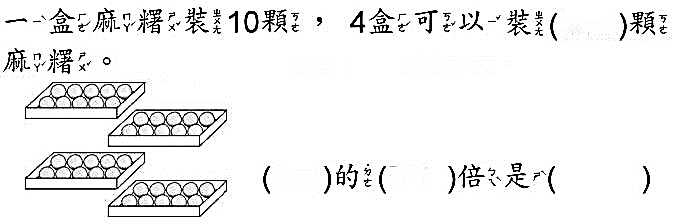 一盒麻糬裝10顆，4盒可以裝(　　)顆
麻糬。
(　　)的(　　)倍是(　　)